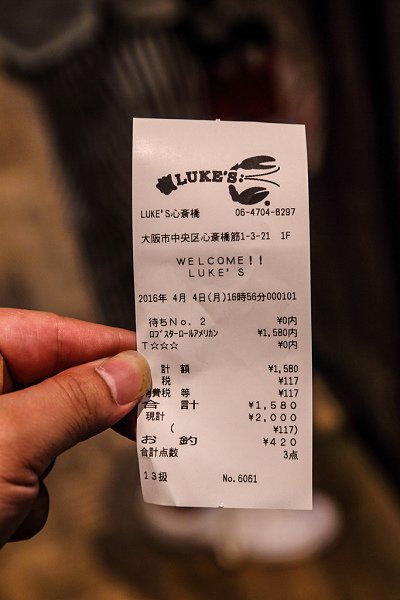 LUKE'S
LUKE'S心斎橋 06-4704-8297
大阪市中央区心斎橋筋1-3-21 1F
WELCOME!!
LUKE'S
2016年 4月 4日(月)16時56分000101
待ちNo. 2 ¥0内
ﾛﾌﾞｽﾀｰﾛｰﾙｱﾒﾘｶﾝ ¥1,580内
T☆☆☆ ¥0内
計 額 ¥1,580
税 ¥117
費税 等 ¥117
合 計 ¥1,580
現計 ¥2,000
( ¥117)
お 釣 ¥420
合計点数 3点
13扱 No.6061